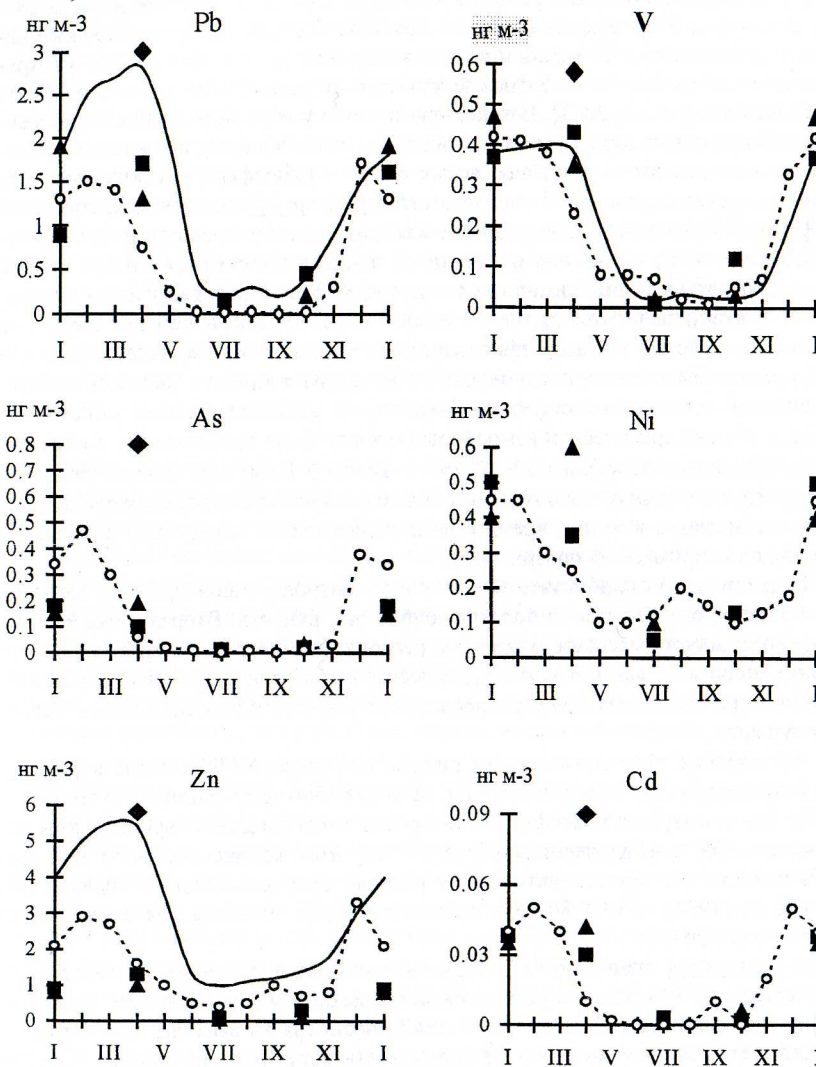 Pb
нг м-3
3
2.5
2
1.5
1
0.5
0
I III V VII IX XI I
V
нг м-3
0.6
0.5
0.4
0.3
0.2
0.1
0
I III V VII IX XI I
As
нг м-3
0.8
0.7
0.6
0.5
0.4
0.3
0.2
0.1
0
I III V VII IX XI I
Ni
нг м-3
0.6
0.5
0.4
0.3
0.2
0.1
0
I III V VII IX XI I
Zn
нг м-3
6
5
4
3
2
1
0
I III V VII IX XI I
Cd
нг м-3
0.09
0.06
0.03
0
I III V VII IX XI I